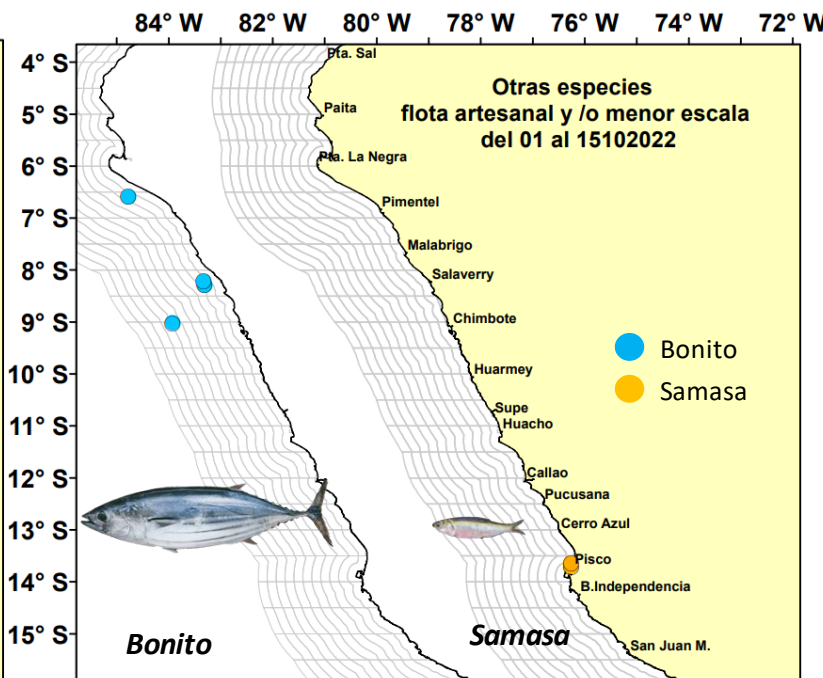 84° W 82° W 80° W 78° W 76° W 74° W 72° W
4° S
5° S
6° S
7° S
8° S
9° S
10° S
11° S
12° S
13° S
14° S
15° S
Otras especies
flota artesanal y /o menor escala
del 01 al 15102022
Pta. Sal
Paita
Pta. La Negra
Pimentel
Malabrigo
Salaverry
Chimbote
Huarmey
Supe
Huacho
Callao
Pucusana
Cerro Azul
Pisco
B.Independencia
San Juan M.
Bonito
Samasa
Bonito
Samasa